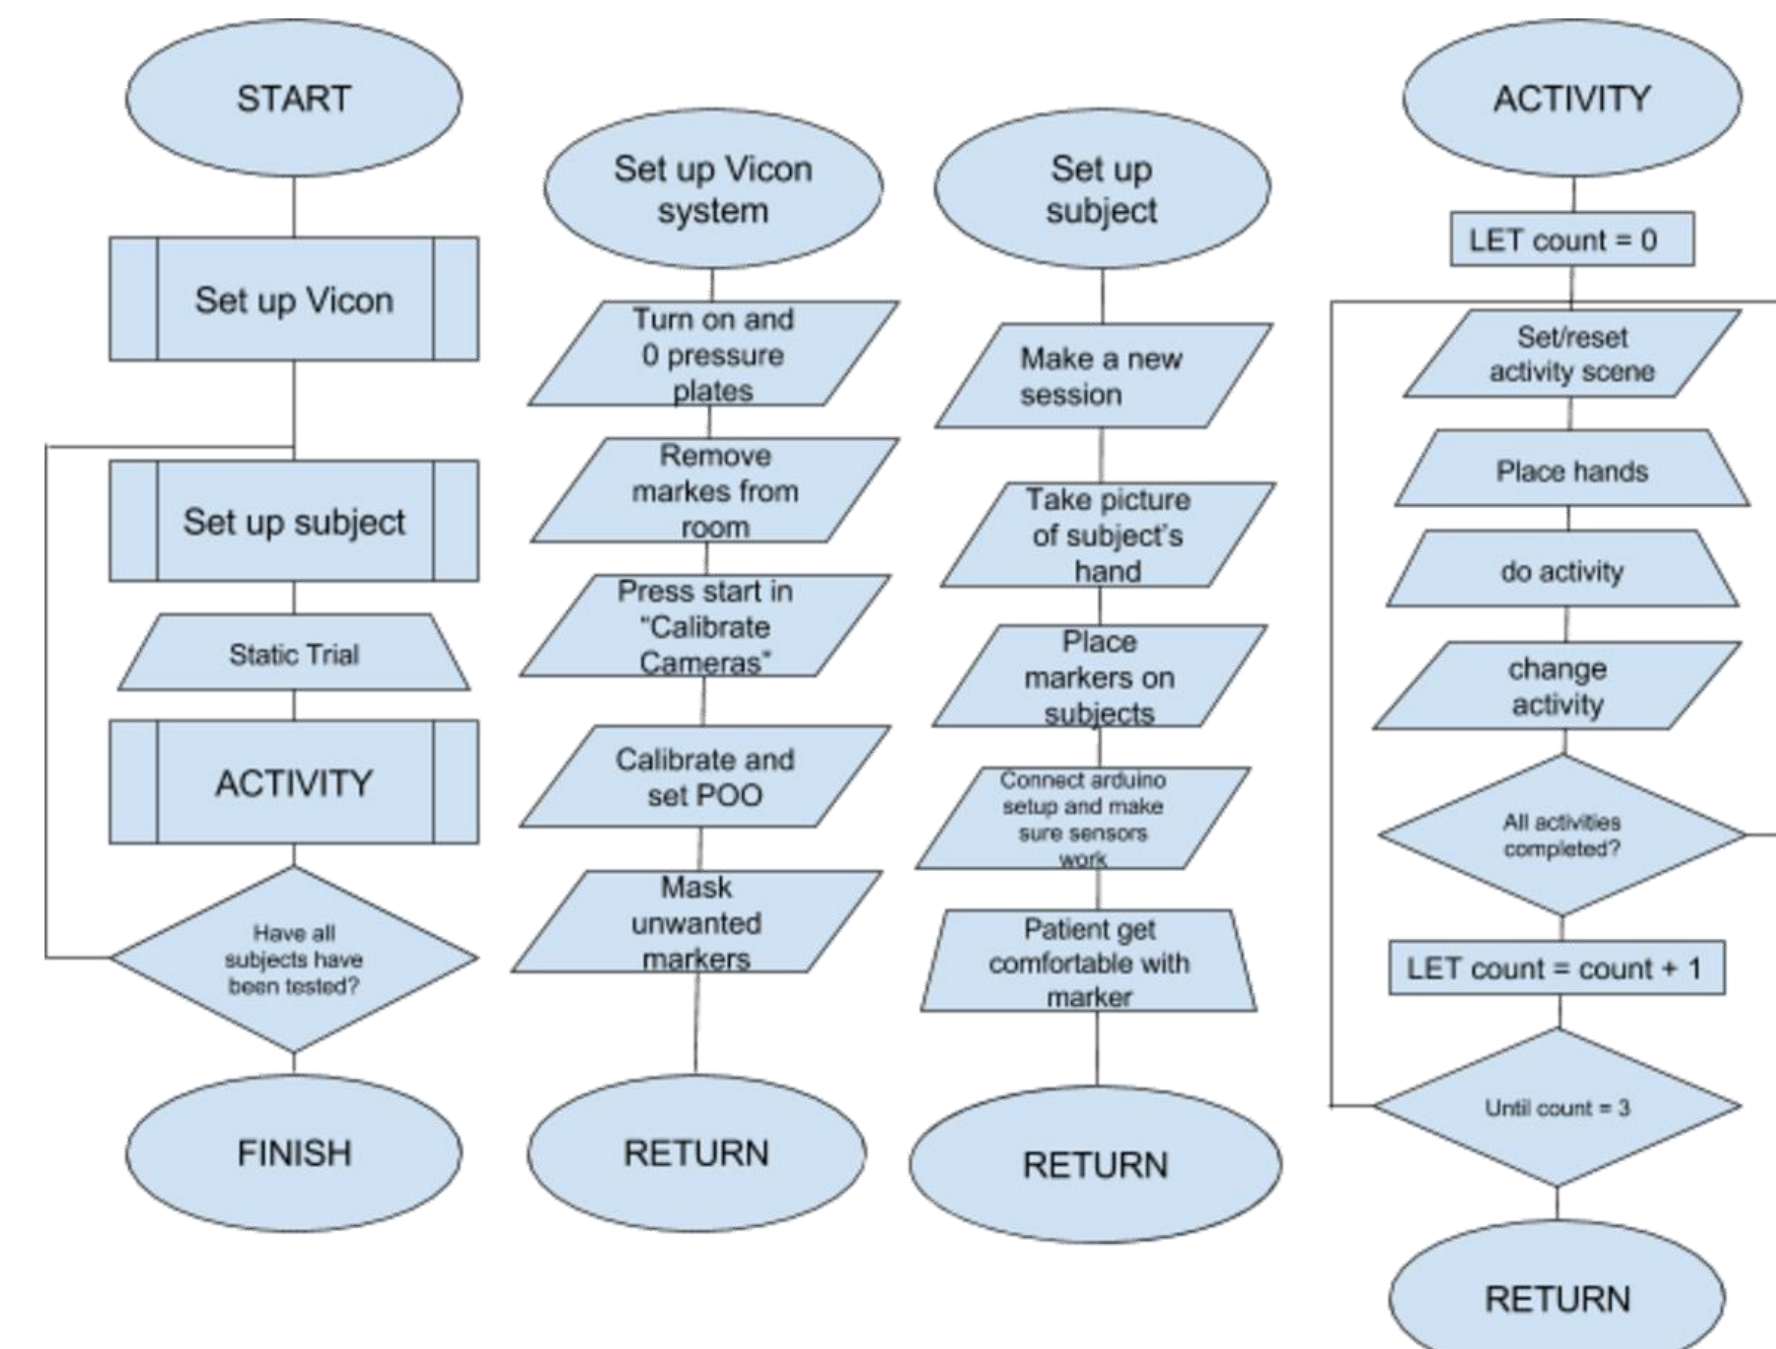 START
Set up Vicon
Set up subject
Static Trial
ACTIVITY
Have all
subjects have
been tested?
FINISH
Set up Vicon
system
Turn on and
0 pressure
plates
Remove
markes from
room
Press start in
"Calibrate
Cameras"
Calibrate and
set POO
Mask
unwanted
markers
RETURN
Set up
subject
Make a new
session
Take picture
of subject's
hand
Place
markers on
subjects
Connect arduino
setup and make
sure sensors
work
Patient get
comfortable with
marker
RETURN
ACTIVITY
LET count = 0
Set/reset
activity scene
Place hands
do activity
change
activity
All activities
completed?
LET count = count + 1
Until count = 3
RETURN